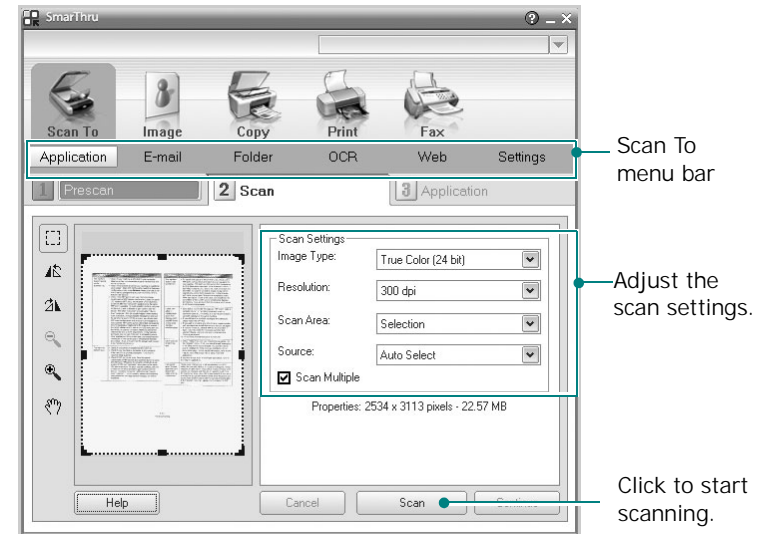 SmarThru
Scan To Image Copy Print Fax
Scan To
menu bar
Application E-mail Folder OCR Web Settings
1 Prescan 2 Scan 3 Application
Scan Settings
Image Type: True Color (24 bit)
Resolution: 300 dpi
Scan Area: Selection
Source: Auto Select
Scan Multiple
Adjust the
scan settings.
Properties: 2534 x 3113 pixels - 22.57 MB
Help Cancel Scan Continue
Click to start
scanning.